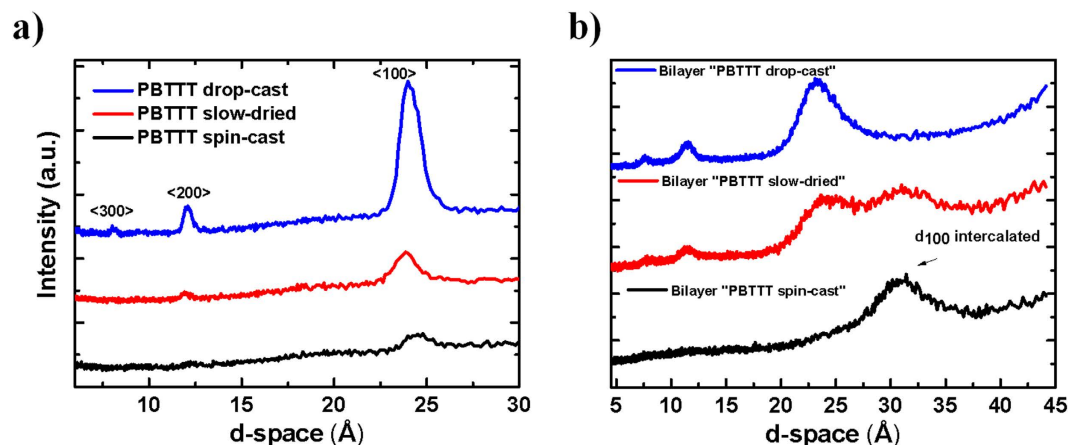 a)
<100>
PBTTT drop-cast
PBTTT slow-dried
PBTTT spin-cast
<200>
<300>
Intensity (a.u.)
10 15 20 25 30
d-space (Å)
b)
Bilayer "PBTTT drop-cast"
Bilayer "PBTTT slow-dried"
d100 intercalated
Bilayer "PBTTT spin-cast"
5 10 15 20 25 30 35 40 45
d-space (Å)